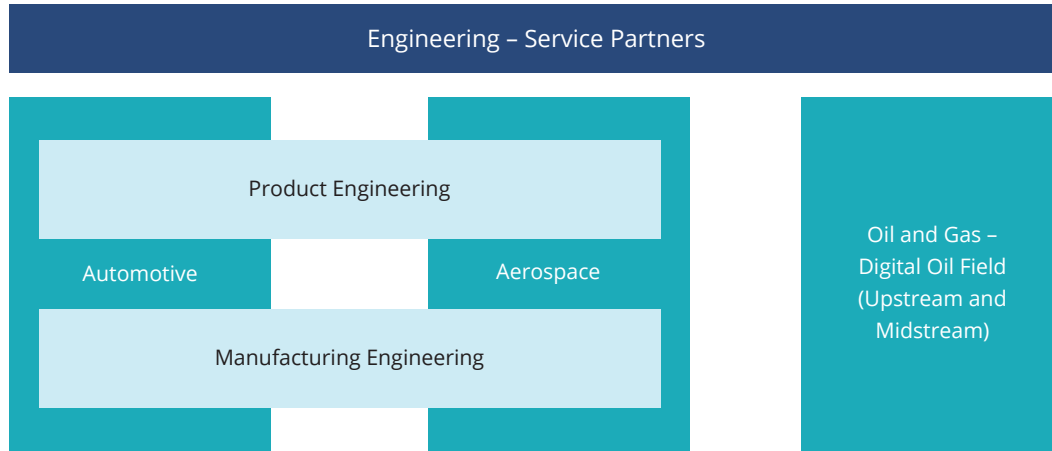 Engineering – Service Partners
Product Engineering
Automotive
Aerospace
Manufacturing Engineering
Oil and Gas –
Digital Oil Field
(Upstream and
Midstream)